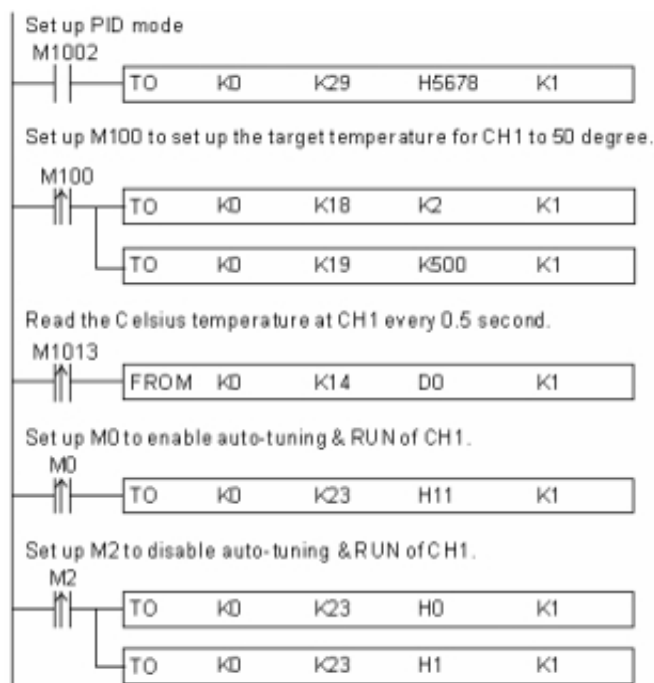 Set up PID mode
M1002
TO K0 K29 H5678 K1
Set up M100 to set up the target temperature for CH1 to 50 degree.
M100
TO K0 K18 K2 K1
TO K0 K19 K500 K1
Read the Celsius temperature at CH1 every 0.5 second.
M1013
FROM K0 K14 D0 K1
Set up M0 to enable auto-tuning & RUN of CH1.
M0
TO K0 K23 H11 K1
Set up M2 to disable auto-tuning & RUN of CH1.
M2
TO K0 K23 H0 K1
TO K0 K23 H1 K1